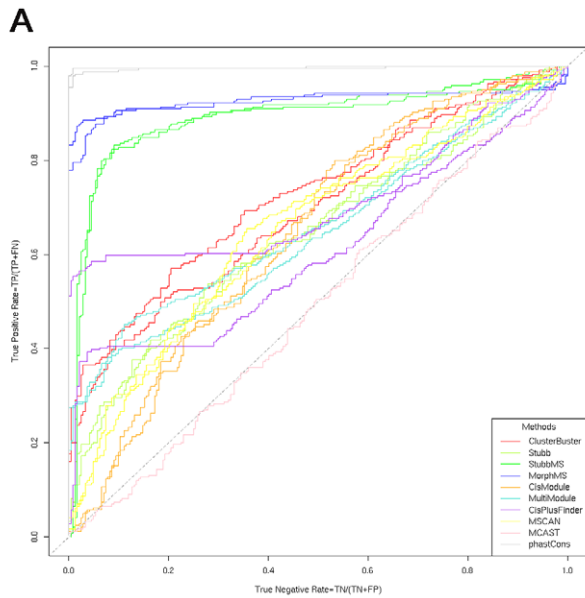 A
True Positive Rate=TP/(TP+FN)
1.0
0.8
0.6
0.4
0.2
0.0
0.0
0.2
0.4
0.6
0.8
1.0
True Negative Rate=TN/(TN+FP)
Methods
ClusterBuster
Stubb
StubbMS
MorphMS
CisModule
MultiModule
CisPlusFinder
MSCAN
MCAST
phastCons